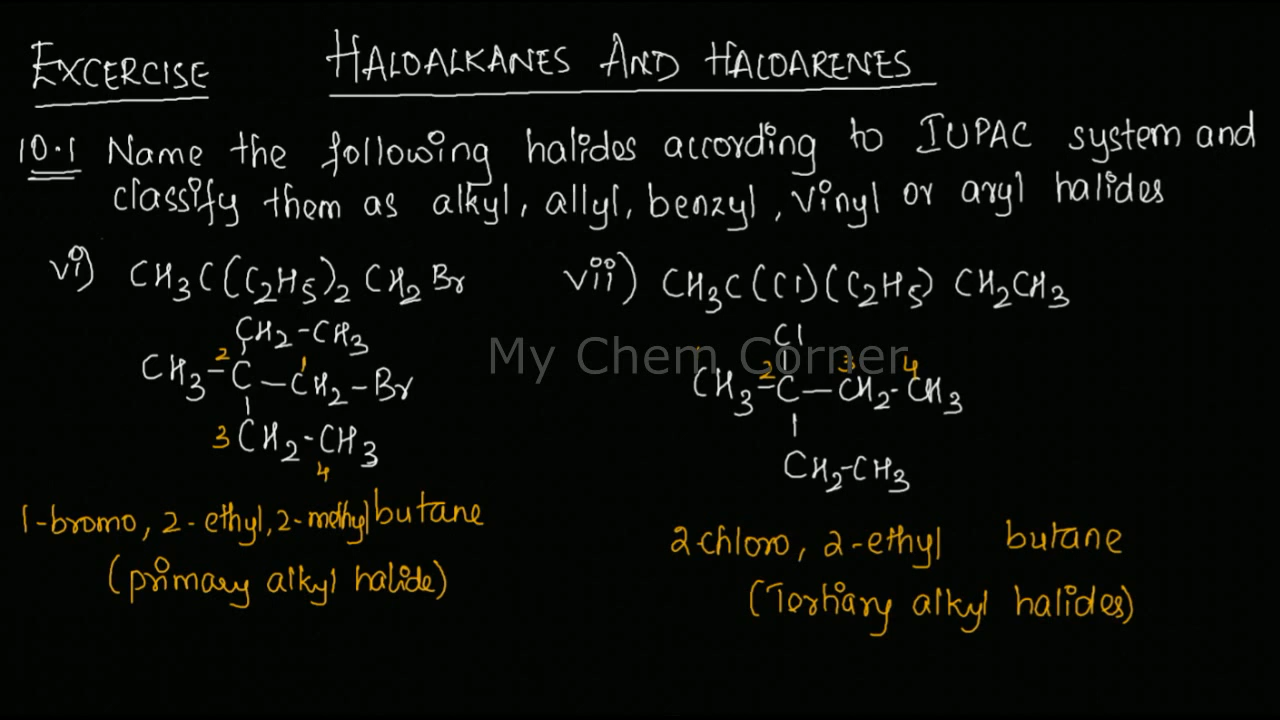 EXCERCISE HALOALKANES AND HALOARENES
10.1 Name the following halides according to IUPAC system and
classify them as alkyl, allyl, benzyl, vinyl or aryl halides
vi) CH3C(C2H5)2 CH2Br vii) CH3C(Cl)(C2H5) CH2CH3
CH2-CH3 Cl
My Chem Corner
2 1 2 3 4
CH3-C-CH2-Br CH3-C-CH2-CH3
3 CH2-CH3
4
CH2-CH3
1-bromo, 2-ethyl, 2-methyl butane
2-chloro, 2-ethyl butane
(primary alkyl halide)
(Tertiary alkyl halides)